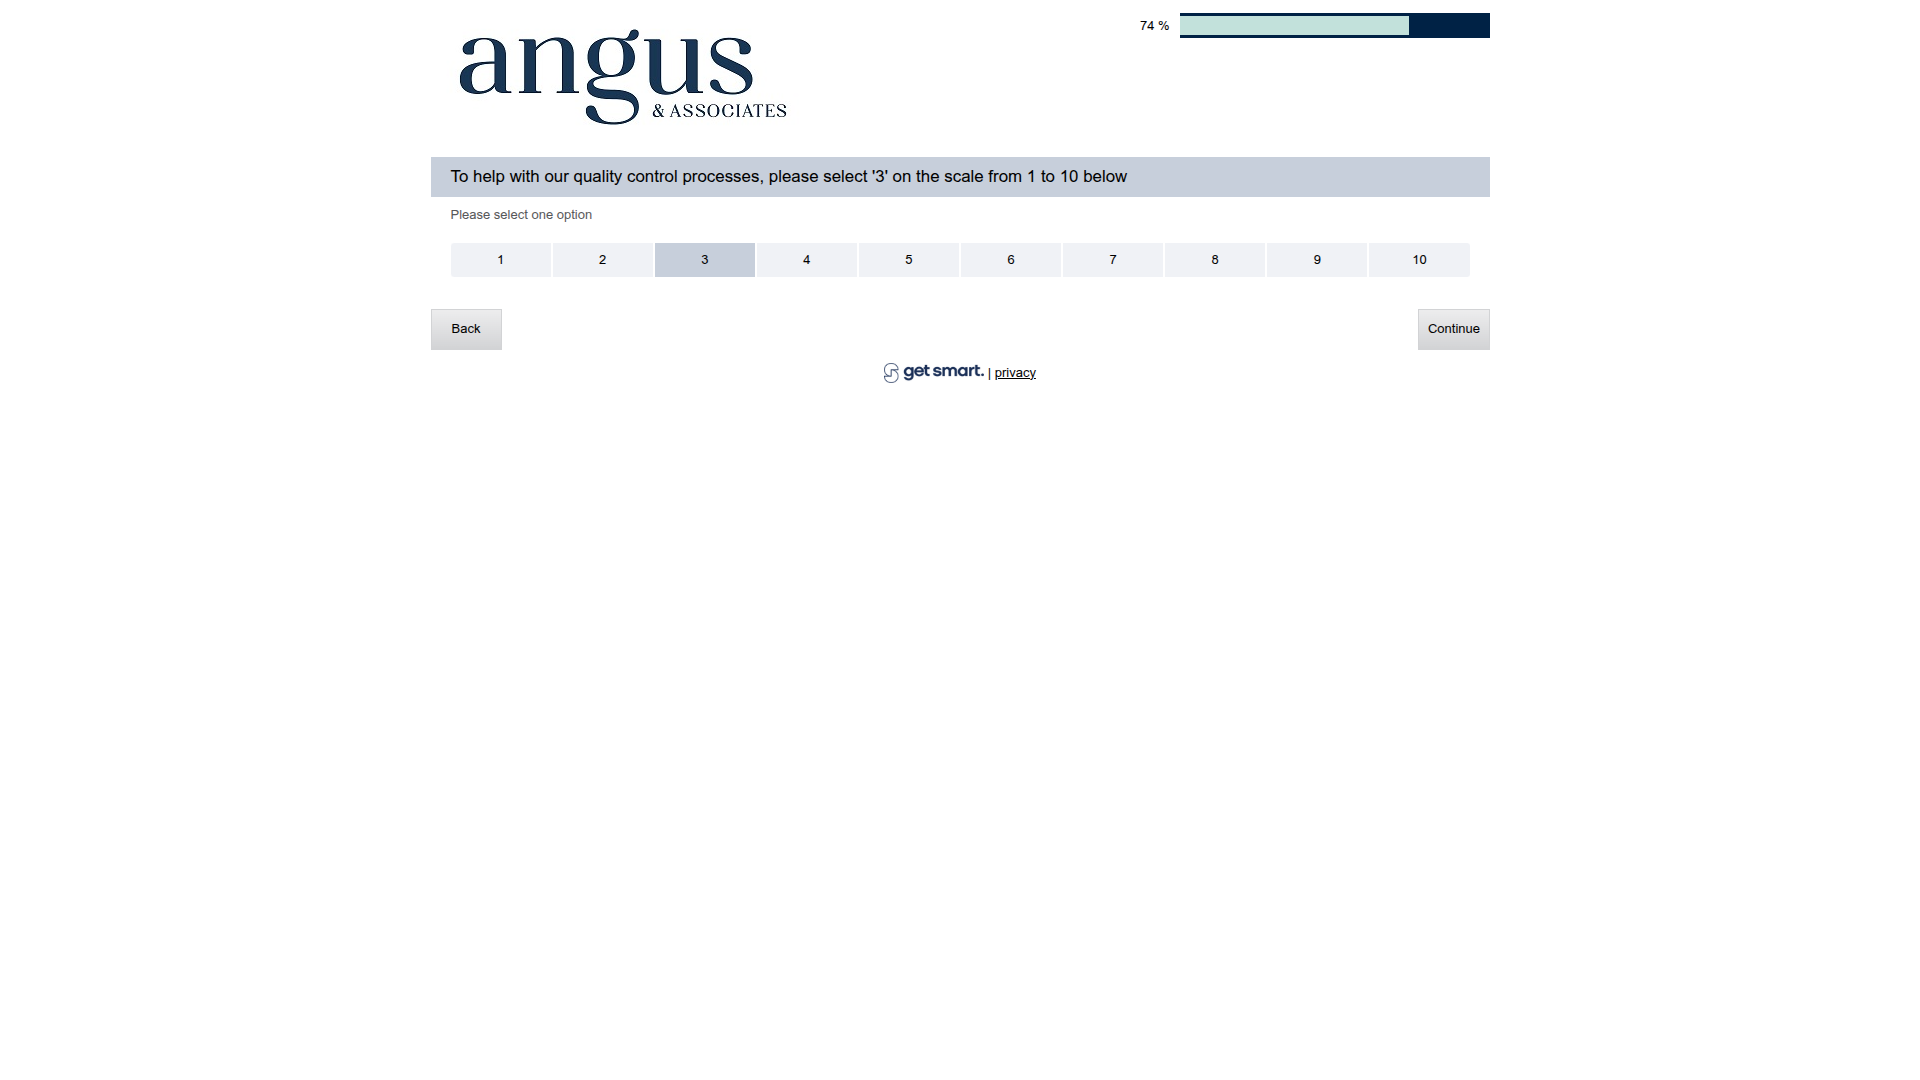 74 %
angus
& ASSOCIATES
To help with our quality control processes, please select '3' on the scale from 1 to 10 below
Please select one option
1 2 3 4 5 6 7 8 9 10
Back Continue
get smart. | privacy